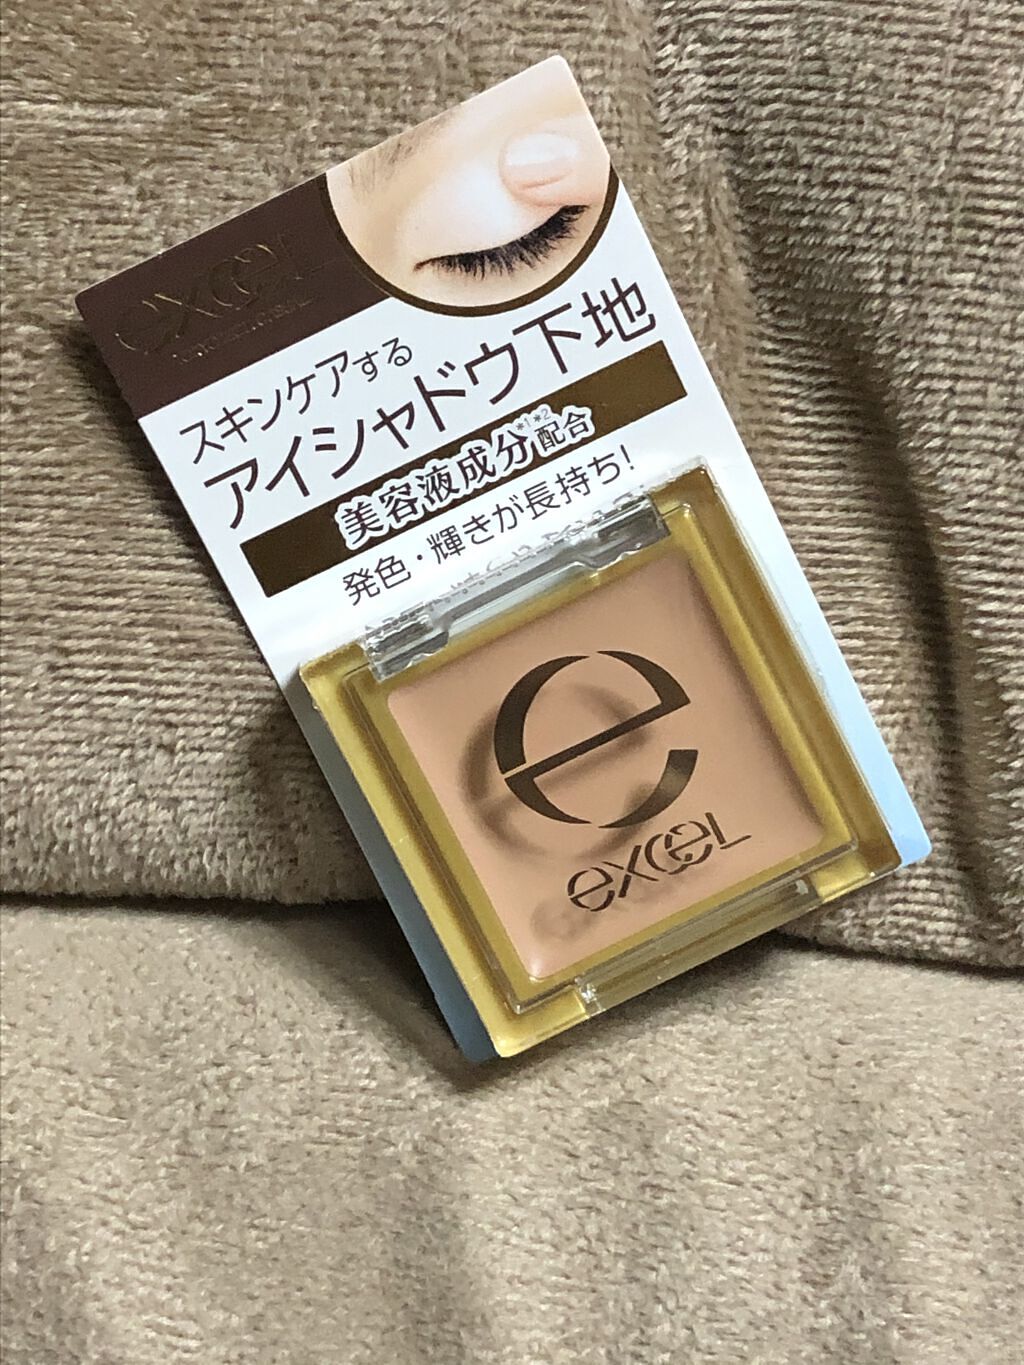 excel
スキンケアする
アイシャドウ下地
美容液成分*1*2配合
発色・輝きが長持ち!
e
excel